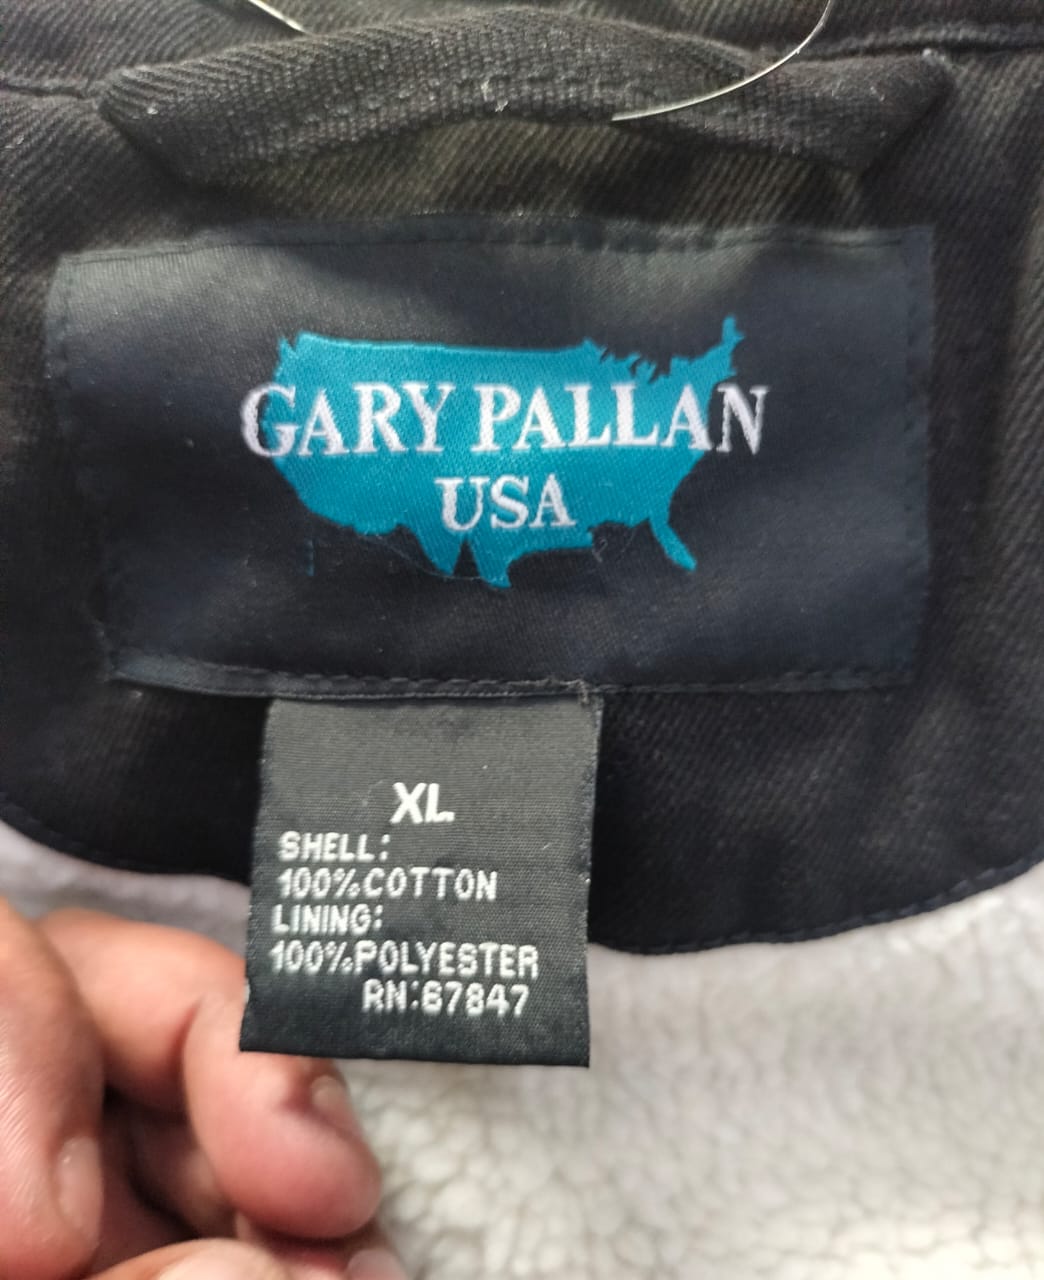 GARY PALLAN
USA
XL
SHELL:
100%COTTON
LINING:
100%POLYESTER
RN:67847